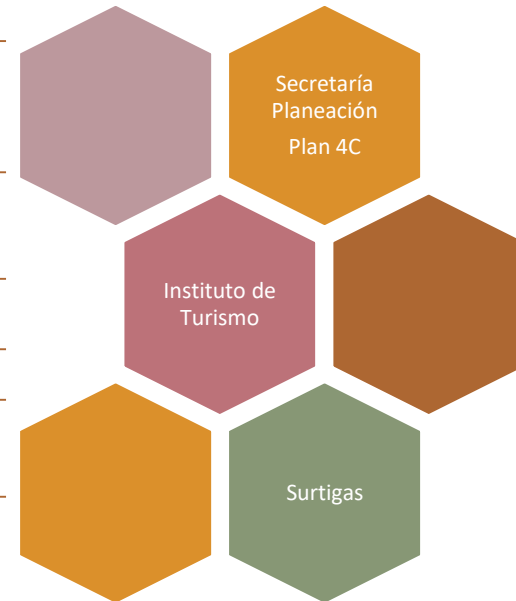 Secretaría
Planeación
Plan 4C
Instituto de
Turismo
Surtigas